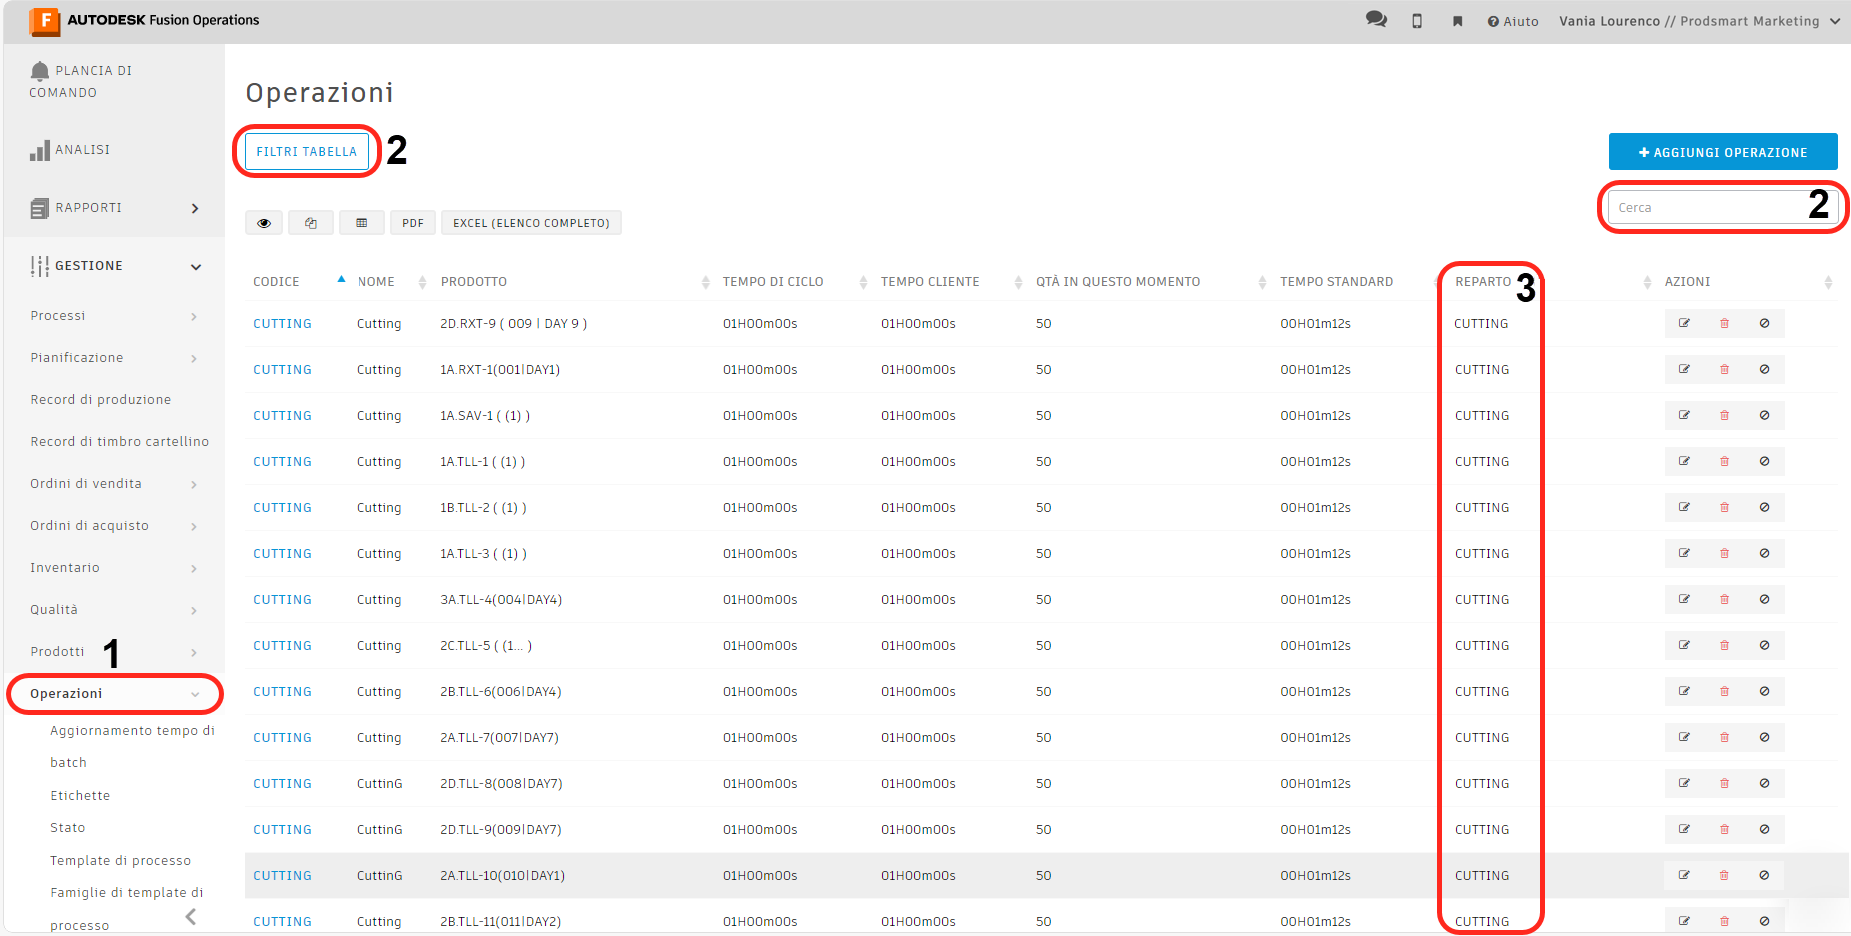 F AUTODESK Fusion Operations
Aiuto
Vania Lourenco // Prodsmart Marketing
PLANCIA DI
COMANDO
ANALISI
RAPPORTI
GESTIONE
Processi
Pianificazione
Record di produzione
Record di timbro cartellino
Ordini di vendita
Ordini di acquisto
Inventario
Qualità
Prodotti 1
Operazioni
Aggiornamento tempo di
batch
Etichette
Stato
Template di processo
Famiglie di template di
processo
Operazioni
FILTRI TABELLA 2
+ AGGIUNGI OPERAZIONE
Cerca 2
PDF EXCEL (ELENCO COMPLETO)
CODICE NOME PRODOTTO TEMPO DI CICLO TEMPO CLIENTE QTÀ IN QUESTO MOMENTO TEMPO STANDARD REPARTO 3 AZIONI
CUTTING Cutting 2D.RXT-9 ( 009 | DAY 9 ) 01H00m00s 01H00m00s 50 00H01m12s CUTTING
CUTTING Cutting 1A.RXT-1(001|DAY1) 01H00m00s 01H00m00s 50 00H01m12s CUTTING
CUTTING Cutting 1A.SAV-1 ( (1) ) 01H00m00s 01H00m00s 50 00H01m12s CUTTING
CUTTING Cutting 1A.TLL-1 ( (1) ) 01H00m00s 01H00m00s 50 00H01m12s CUTTING
CUTTING Cutting 1B.TLL-2 ( (1) ) 01H00m00s 01H00m00s 50 00H01m12s CUTTING
CUTTING Cutting 1A.TLL-3 ( (1) ) 01H00m00s 01H00m00s 50 00H01m12s CUTTING
CUTTING Cutting 3A.TLL-4(004|DAY4) 01H00m00s 01H00m00s 50 00H01m12s CUTTING
CUTTING Cutting 2C.TLL-5 ( (1... ) 01H00m00s 01H00m00s 50 00H01m12s CUTTING
CUTTING Cutting 2B.TLL-6(006|DAY4) 01H00m00s 01H00m00s 50 00H01m12s CUTTING
CUTTING Cutting 2A.TLL-7(007|DAY7) 01H00m00s 01H00m00s 50 00H01m12s CUTTING
CUTTING CuttinG 2D.TLL-8(008|DAY7) 01H00m00s 01H00m00s 50 00H01m12s CUTTING
CUTTING CuttinG 2D.TLL-9(009|DAY7) 01H00m00s 01H00m00s 50 00H01m12s CUTTING
CUTTING CuttinG 2A.TLL-10(010|DAY1) 01H00m00s 01H00m00s 50 00H01m12s CUTTING
CUTTING Cutting 2B.TLL-11(011|DAY2) 01H00m00s 01H00m00s 50 00H01m12s CUTTING